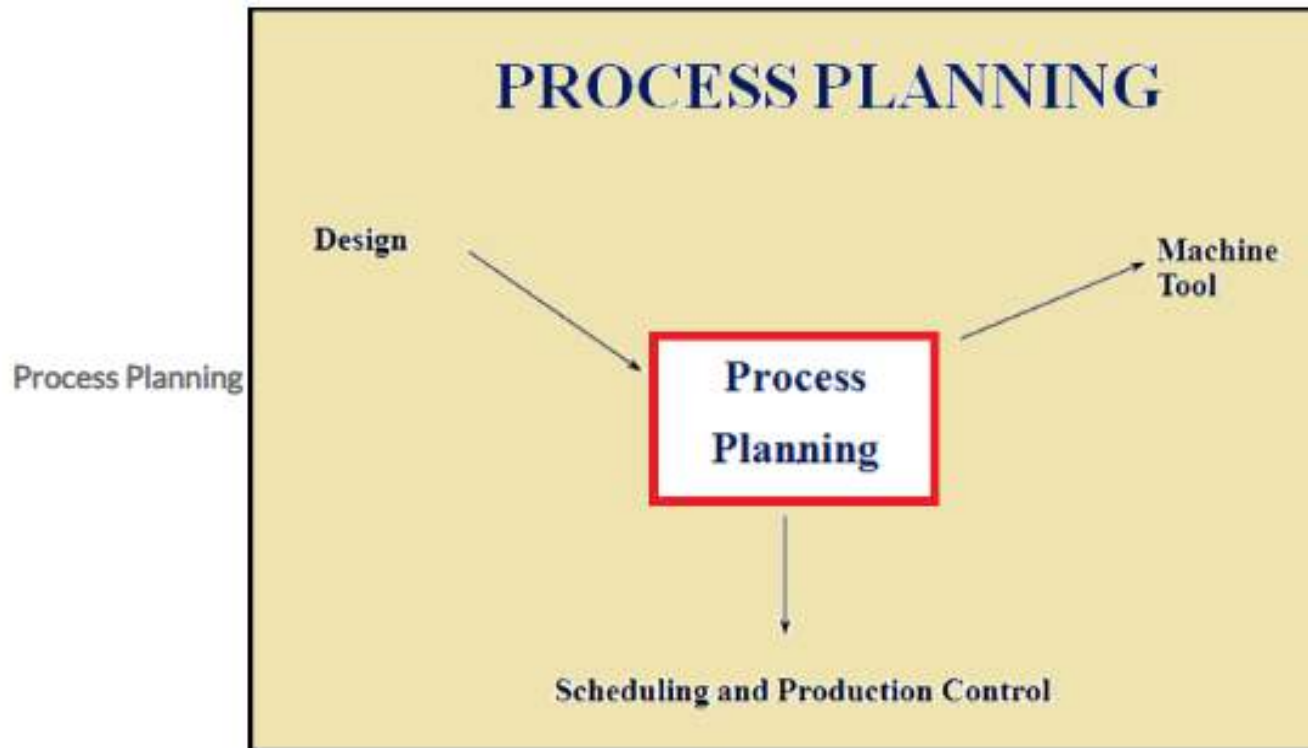 PROCESS PLANNING
Design
Machine
Tool
Process Planning
Process
Planning
Scheduling and Production Control